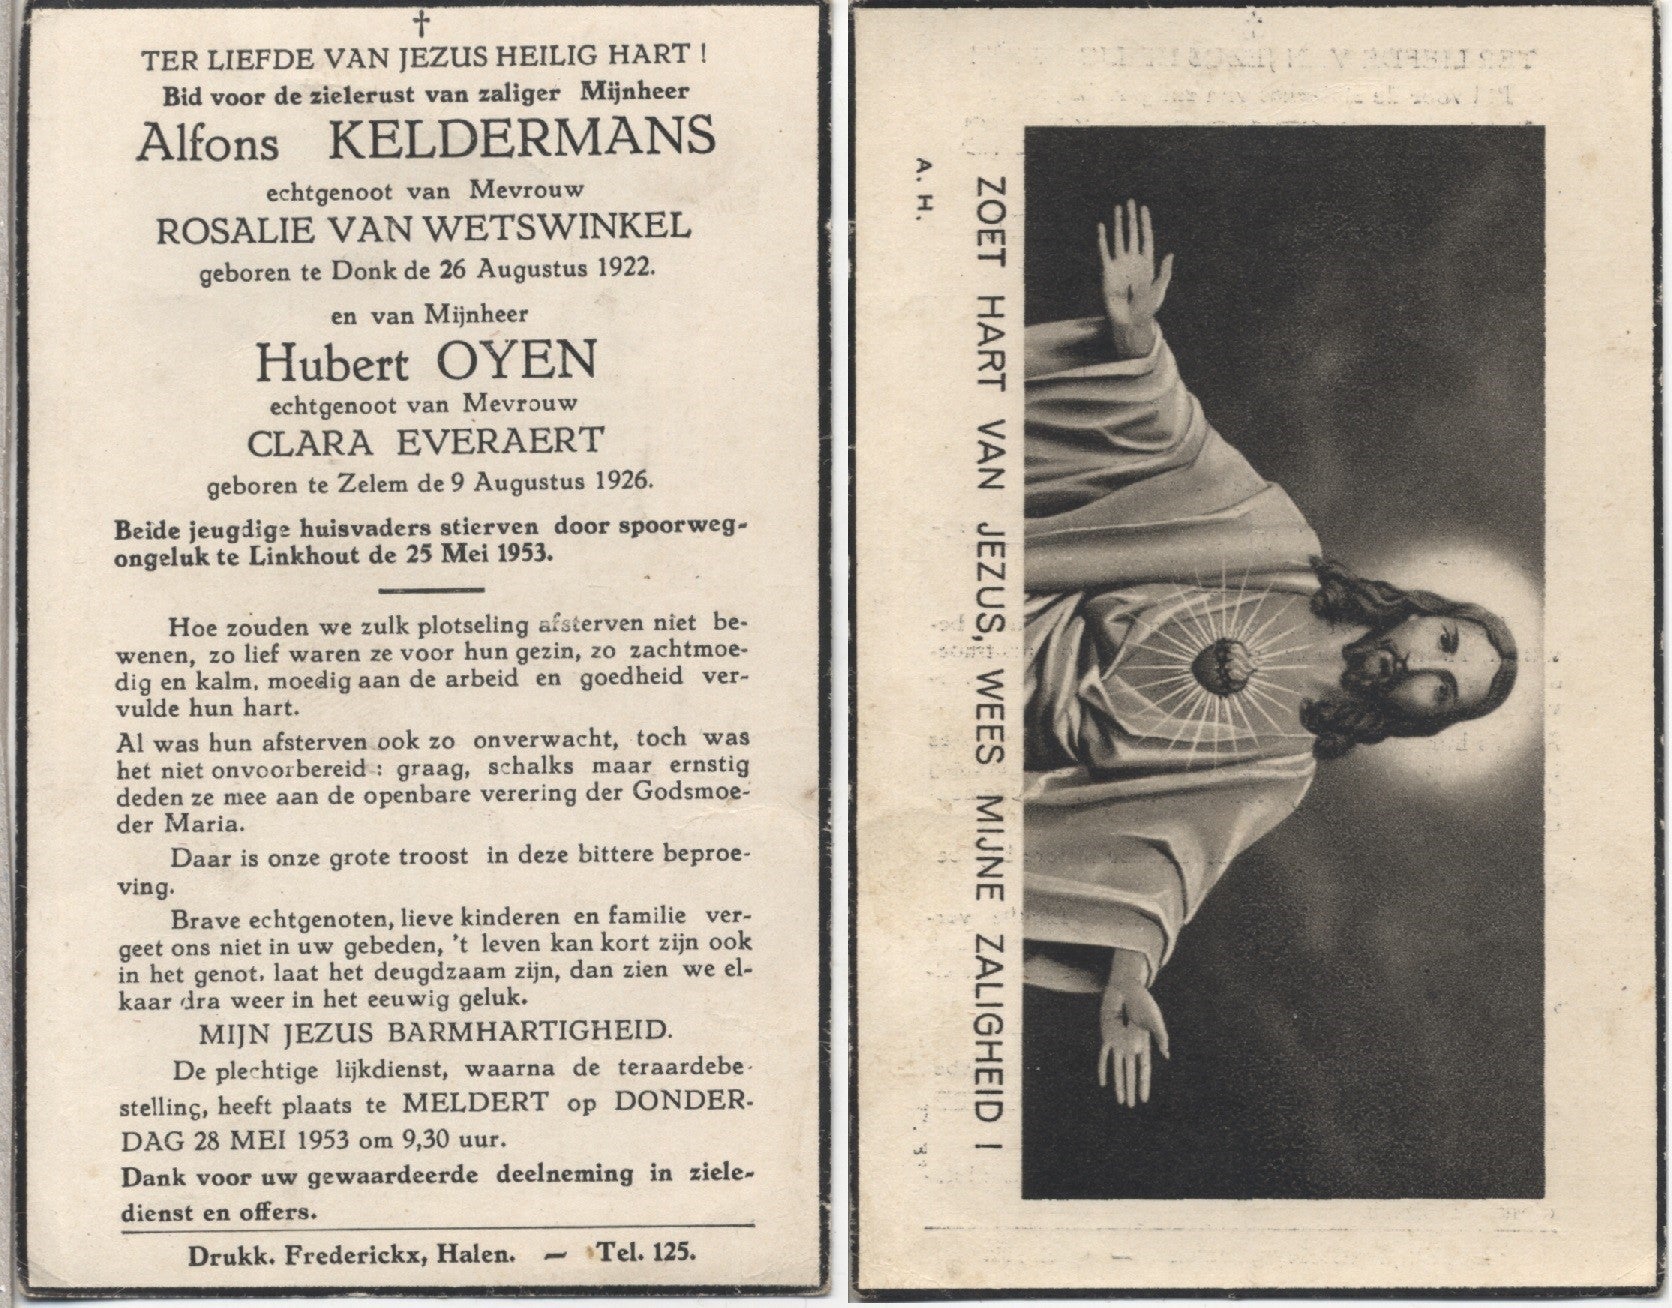 TER LIEFDE VAN JEZUS HEILIG HART !
Bid voor de zielerust van zaliger Mijnheer
Alfons KELDERMANS
echtgenoot van Mevrouw
ROSALIE VAN WETSWINKEL
geboren te Donk de 26 Augustus 1922.
en van Mijnheer
Hubert OYEN
echtgenoot van Mevrouw
CLARA EVERAERT
geboren te Zelem de 9 Augustus 1926.
Beide jeugdige huisvaders stierven door spoorweg-
ongeluk te Linkhout de 25 Mei 1953.
Hoe zouden we zulk plotseling afsterven niet be-
wenen, zo lief waren ze voor hun gezin, zo zachtmoe-
dig en kalm, moedig aan de arbeid en goedheid ver-
vulde hun hart.
Al was hun afsterven ook zo onverwacht, toch was
het niet onvoorbereid : graag, schalks maar ernstig
deden ze mee aan de openbare verering der Godsmoe-
der Maria.
Daar is onze grote troost in deze bittere beproe-
ving.
Brave echtgenoten, lieve kinderen en familie ver-
geet ons niet in uw gebeden, 't leven kan kort zijn ook
in het genot, laat het deugdzaam zijn, dan zien we el-
kaar dra weer in het eeuwig geluk.
MIJN JEZUS BARMHARTIGHEID.
De plechtige lijkdienst, waarna de teraardebe-
stelling, heeft plaats te MELDERT op DONDER-
DAG 28 MEI 1953 om 9,30 uur.
Dank voor uw gewaardeerde deelneming in ziele-
dienst en offers.
Drukk. Frederickx, Halen. — Tel. 125.
ZOET HART VAN JEZUS, WEES MIJNE ZALIGHEID !
A. H.